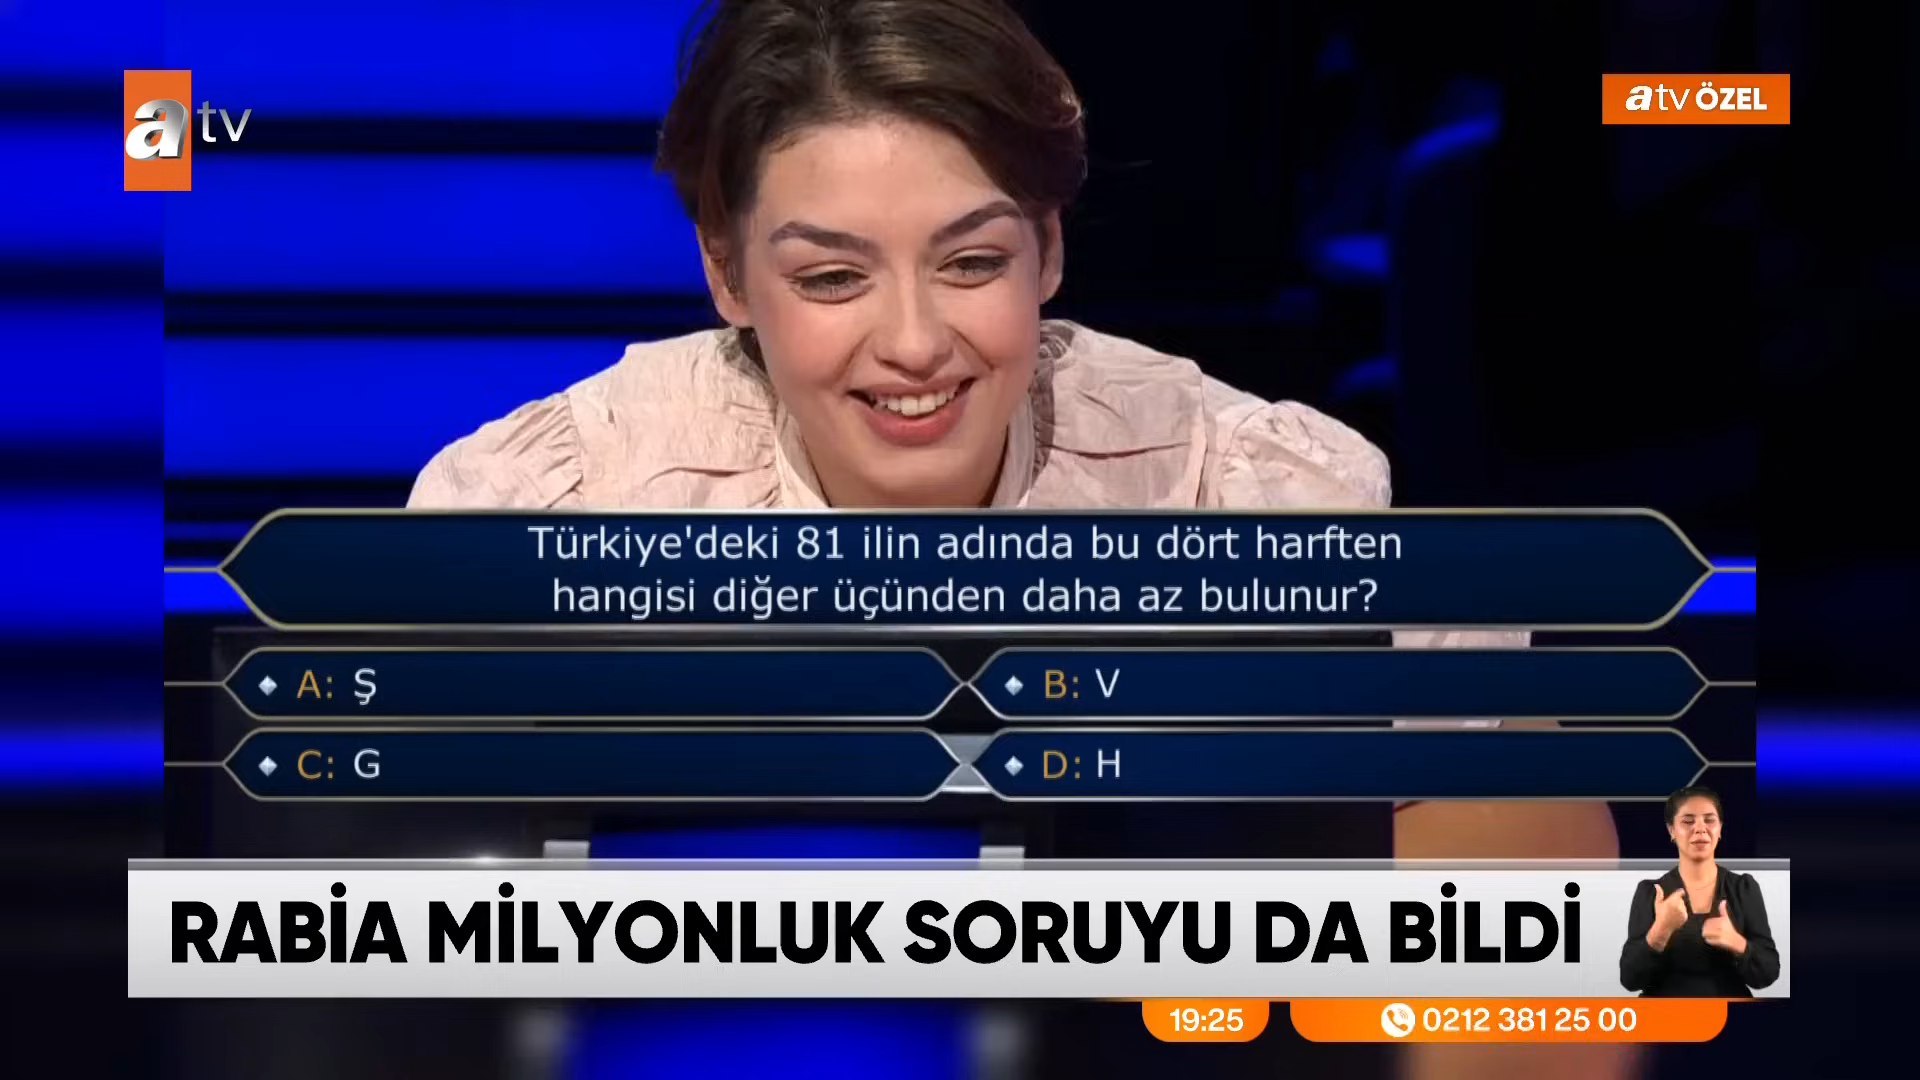 atv
atv ÖZEL
Türkiye'deki 81 ilin adında bu dört harften
hangisi diğer üçünden daha az bulunur?
A: Ş
B: V
C: G
D: H
RABİA MİLYONLUK SORUYU DA BİLDİ
19:25
0212 381 25 00